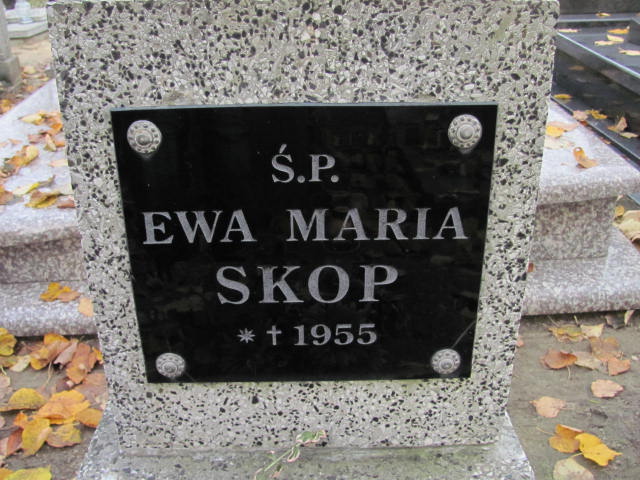 Ś.P.
EWA MARIA
SKOP
* † 1955